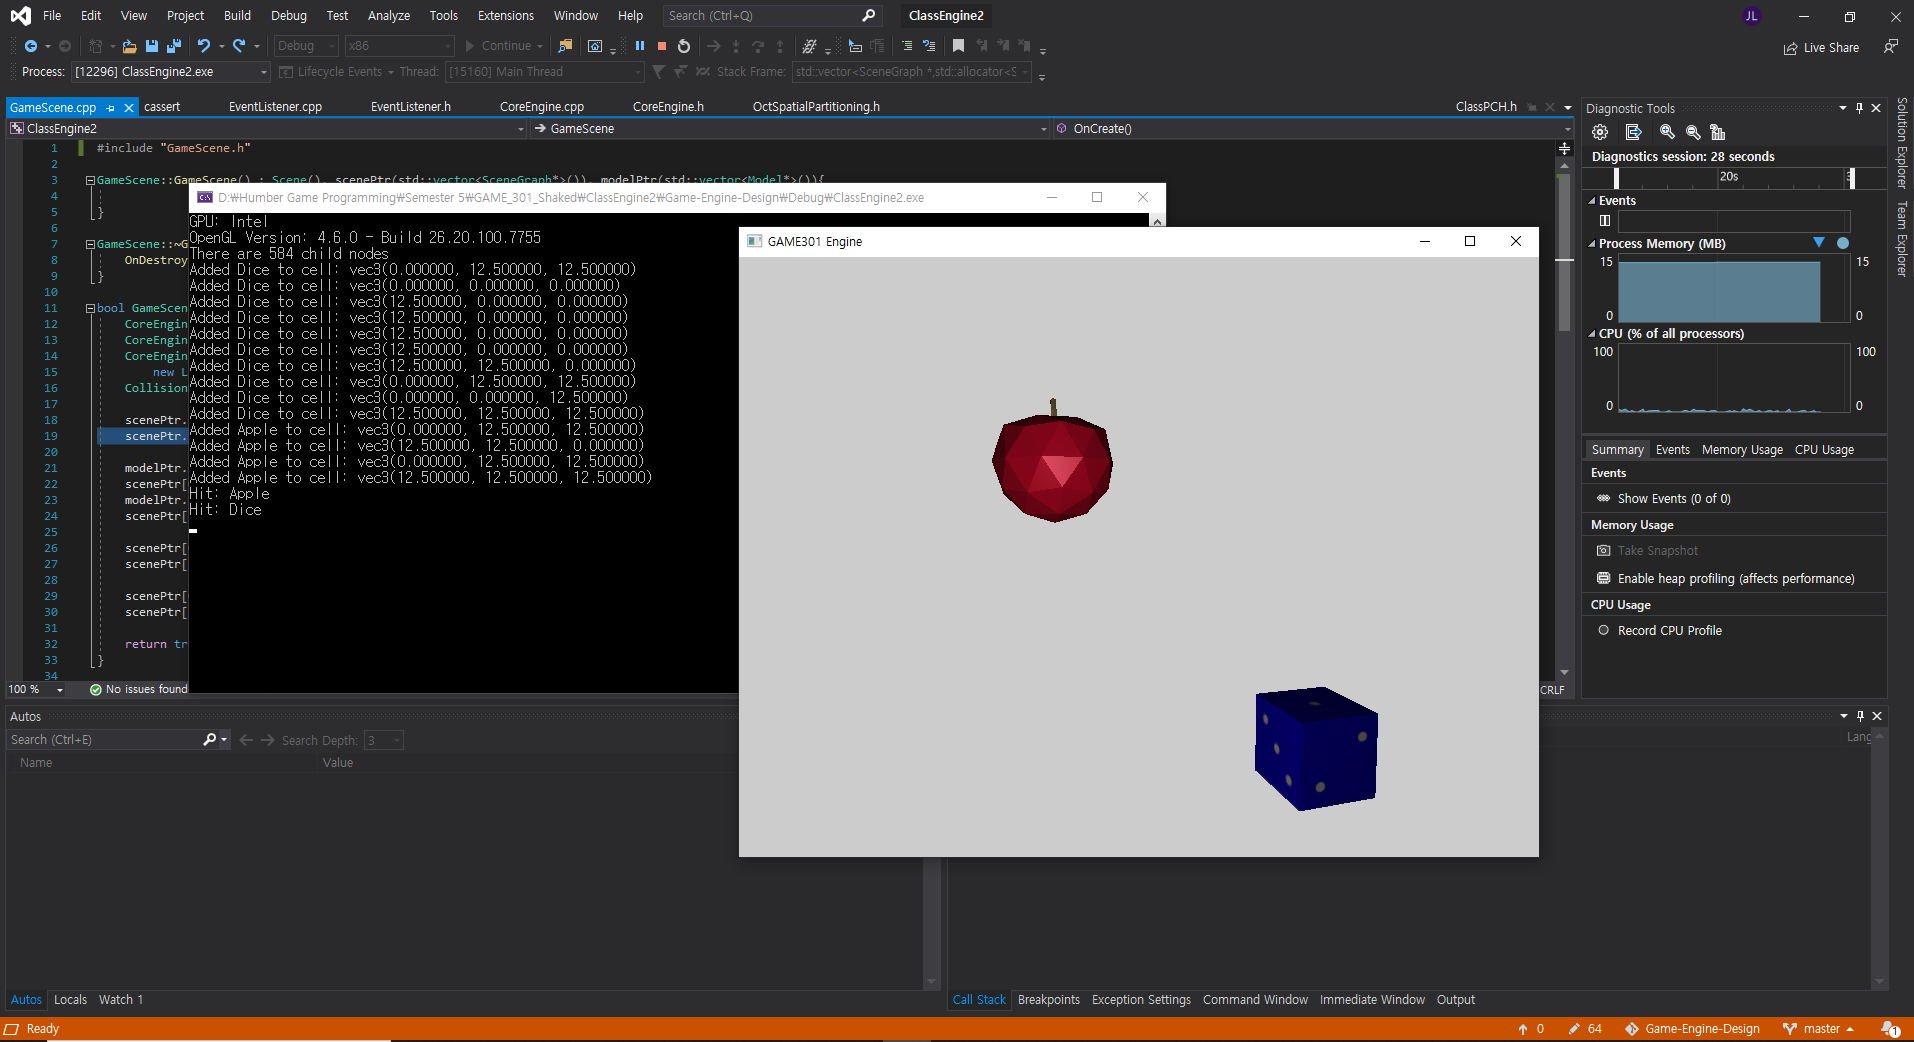 File Edit View Project Build Debug Test Analyze Tools Extensions Window Help Search (Ctrl+Q) ClassEngine2 JL
Debug x86 Continue Live Share
Process: [12296] ClassEngine2.exe Lifecycle Events Thread: [15160] Main Thread Stack Frame: std::vector<SceneGraph *,std::allocator<S
GameScene.cpp cassert EventListener.cpp EventListener.h CoreEngine.cpp CoreEngine.h OctSpatialPartitioning.h ClassPCH.h
ClassEngine2 GameScene OnCreate()
1 #include "GameScene.h"
2
3 GameScene::GameScene() : Scene(), scenePtr(std::vector<SceneGraph*>()), modelPtr(std::vector<Model*>()){
4
5 }
6
7 GameScene::~G
8 OnDestroy
9 }
10
11 bool GameScen
12 CoreEngin
13 CoreEngin
14 CoreEngin
15 new L
16 Collision
17
18 scenePtr.
19 scenePtr.
20
21 modelPtr.
22 scenePtr[
23 modelPtr.
24 scenePtr[
25
26 scenePtr[
27 scenePtr[
28
29 scenePtr[
30 scenePtr[
31
32 return tr
33 }
34
100 % No issues found CRLF
D:\Humber Game Programming\Semester 5\GAME_301_Shaked\ClassEngine2\Game-Engine-Design\Debug\ClassEngine2.exe
GPU: Intel
OpenGL Version: 4.6.0 - Build 26.20.100.7755
There are 584 child nodes
Added Dice to cell: vec3(0.000000, 12.500000, 12.500000)
Added Dice to cell: vec3(0.000000, 0.000000, 0.000000)
Added Dice to cell: vec3(12.500000, 0.000000, 0.000000)
Added Dice to cell: vec3(12.500000, 0.000000, 0.000000)
Added Dice to cell: vec3(12.500000, 0.000000, 0.000000)
Added Dice to cell: vec3(12.500000, 0.000000, 0.000000)
Added Dice to cell: vec3(12.500000, 12.500000, 0.000000)
Added Dice to cell: vec3(0.000000, 12.500000, 12.500000)
Added Dice to cell: vec3(0.000000, 0.000000, 12.500000)
Added Dice to cell: vec3(12.500000, 12.500000, 12.500000)
Added Apple to cell: vec3(0.000000, 12.500000, 12.500000)
Added Apple to cell: vec3(12.500000, 12.500000, 0.000000)
Added Apple to cell: vec3(0.000000, 12.500000, 12.500000)
Added Apple to cell: vec3(12.500000, 12.500000, 12.500000)
Hit: Apple
Hit: Dice
GAME301 Engine
Diagnostic Tools
Diagnostics session: 28 seconds
20s
Events
Process Memory (MB)
15 15
0 0
CPU (% of all processors)
100 100
0 0
Summary Events Memory Usage CPU Usage
Events
Show Events (0 of 0)
Memory Usage
Take Snapshot
Enable heap profiling (affects performance)
CPU Usage
Record CPU Profile
Solution Explorer
Team Explorer
Autos
Search (Ctrl+E) Search Depth: 3
Name Value
Lang
Autos Locals Watch 1
Call Stack Breakpoints Exception Settings Command Window Immediate Window Output
Ready 0 64 Game-Engine-Design master 1